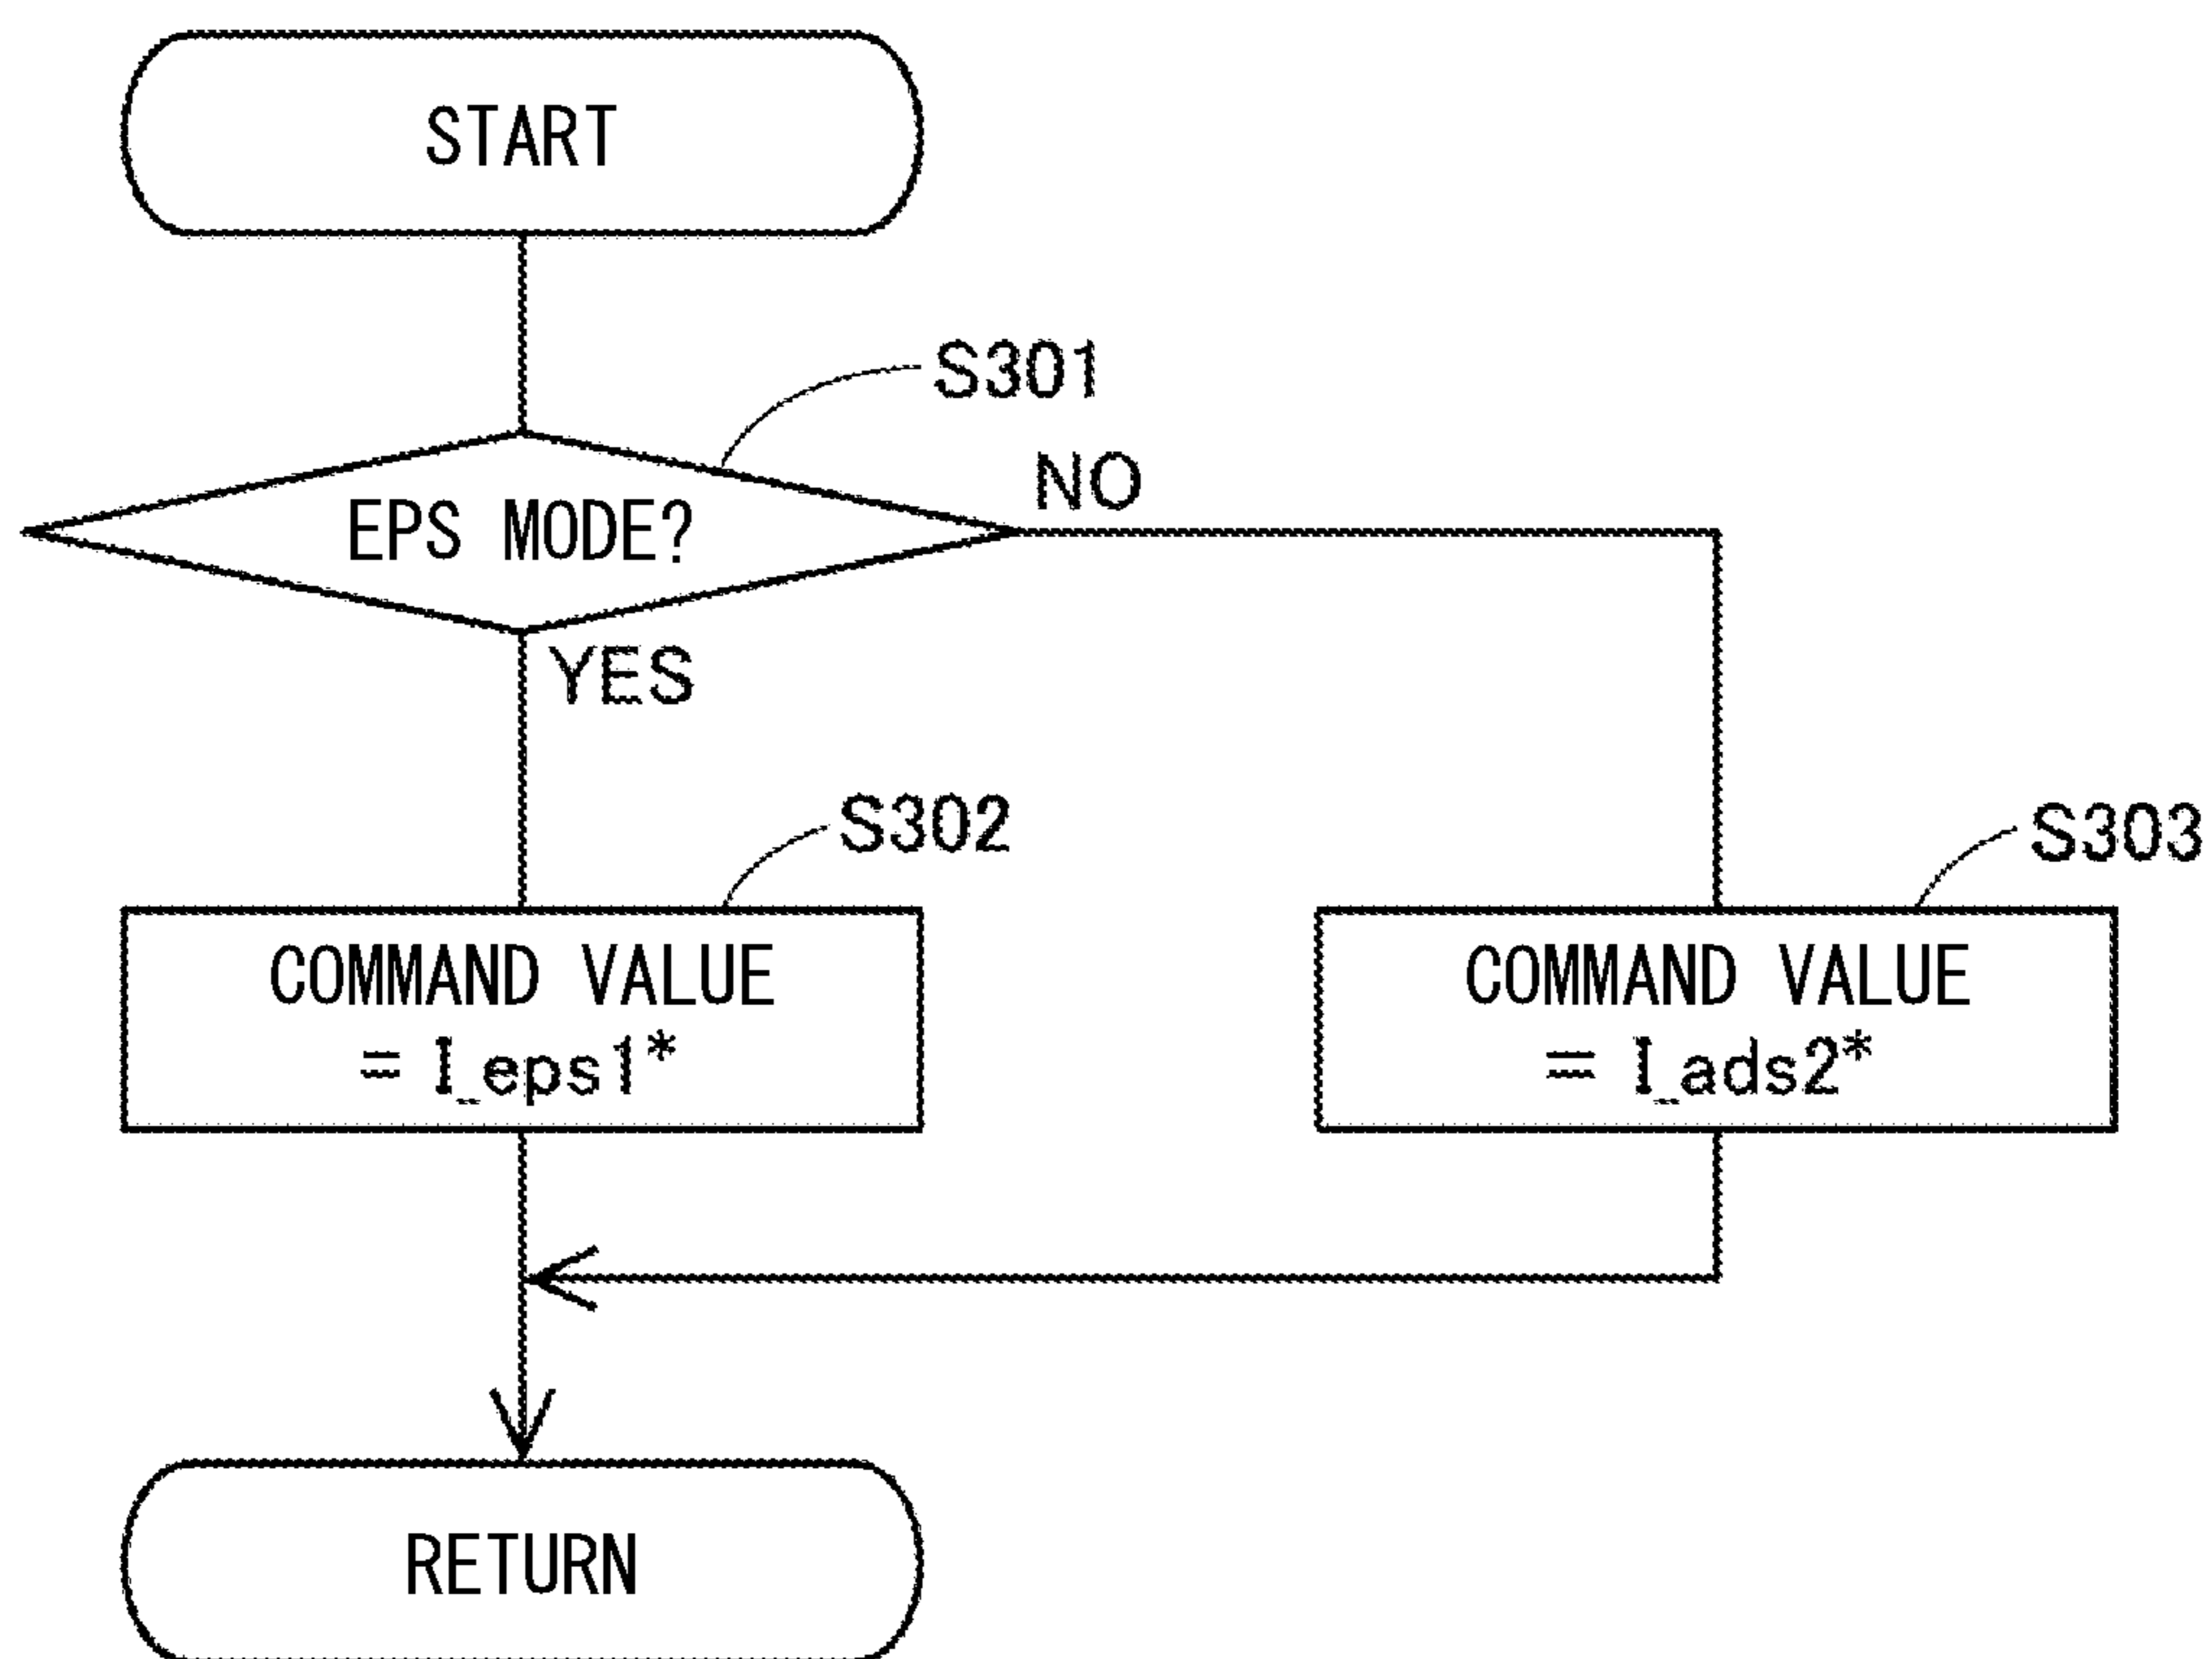 START
S301
NO
EPS MODE?
YES
S302
S303
COMMAND VALUE
= I_eps1*
COMMAND VALUE
= I_ads2*
RETURN